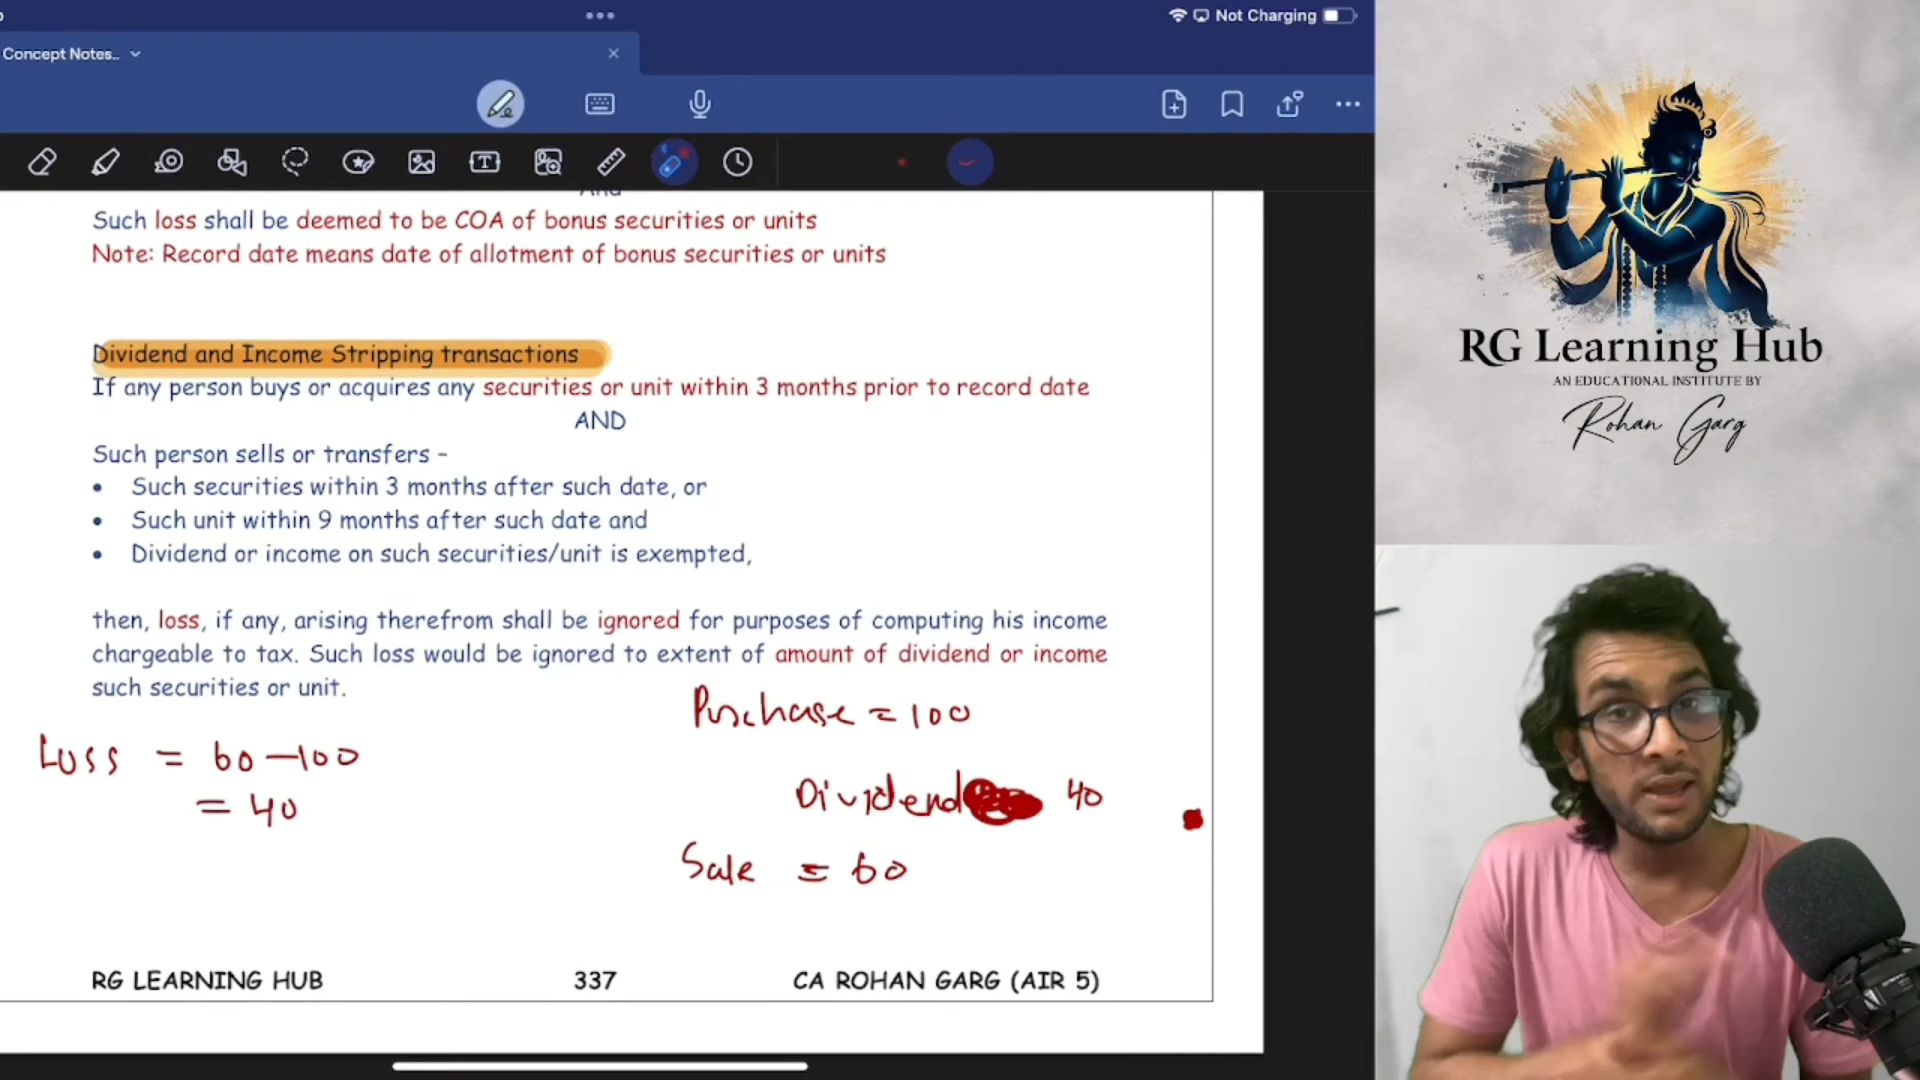 Not Charging
Concept Notes..
Such loss shall be deemed to be COA of bonus securities or units
Note: Record date means date of allotment of bonus securities or units
Dividend and Income Stripping transactions
If any person buys or acquires any securities or unit within 3 months prior to record date
AND
Such person sells or transfers –
• Such securities within 3 months after such date, or
• Such unit within 9 months after such date and
• Dividend or income on such securities/unit is exempted,
then, loss, if any, arising therefrom shall be ignored for purposes of computing his income
chargeable to tax. Such loss would be ignored to extent of amount of dividend or income
such securities or unit.
Purchase = 100
Loss = 60 – 100
= 40
Dividend 40
Sale = 60
RG LEARNING HUB 337 CA ROHAN GARG (AIR 5)
RG Learning Hub
AN EDUCATIONAL INSTITUTE BY
Rohan Garg